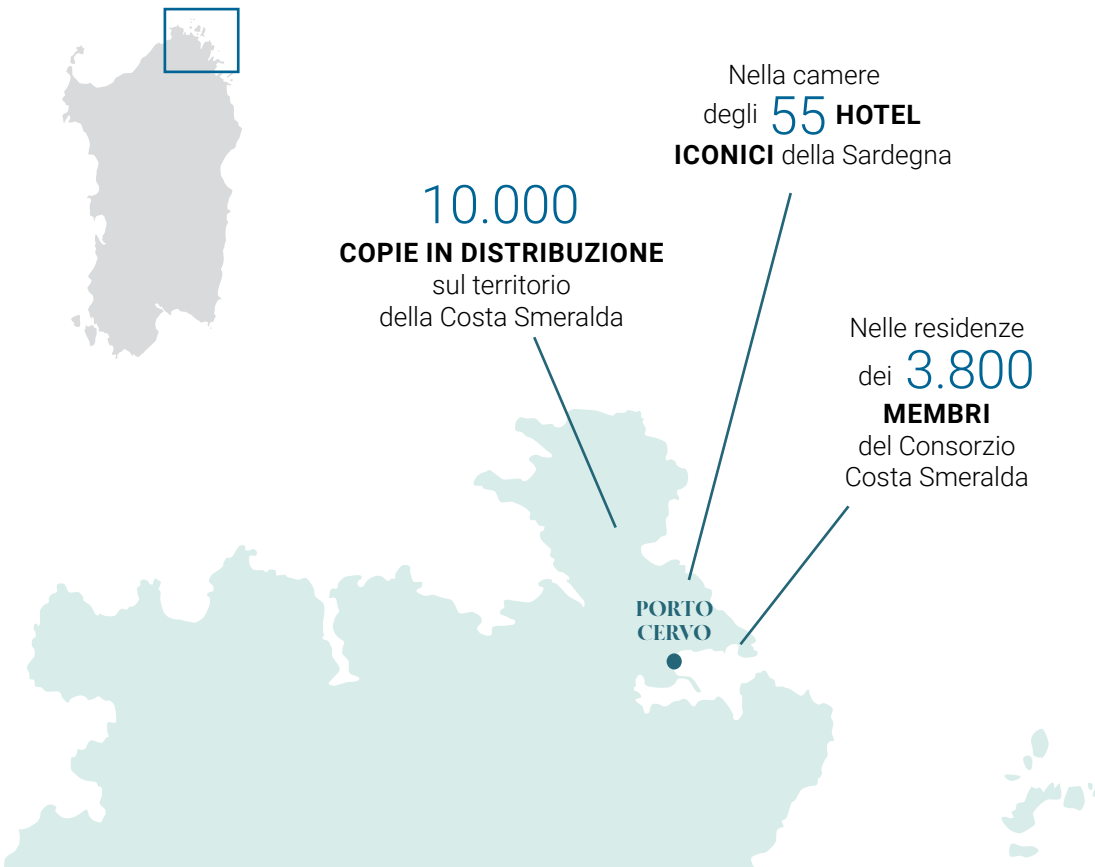 Nella camere
degli 55 HOTEL
ICONICI della Sardegna
10.000
COPIE IN DISTRIBUZIONE
sul territorio
della Costa Smeralda
Nelle residenze
dei 3.800
MEMBRI
del Consorzio
Costa Smeralda
PORTO
CERVO